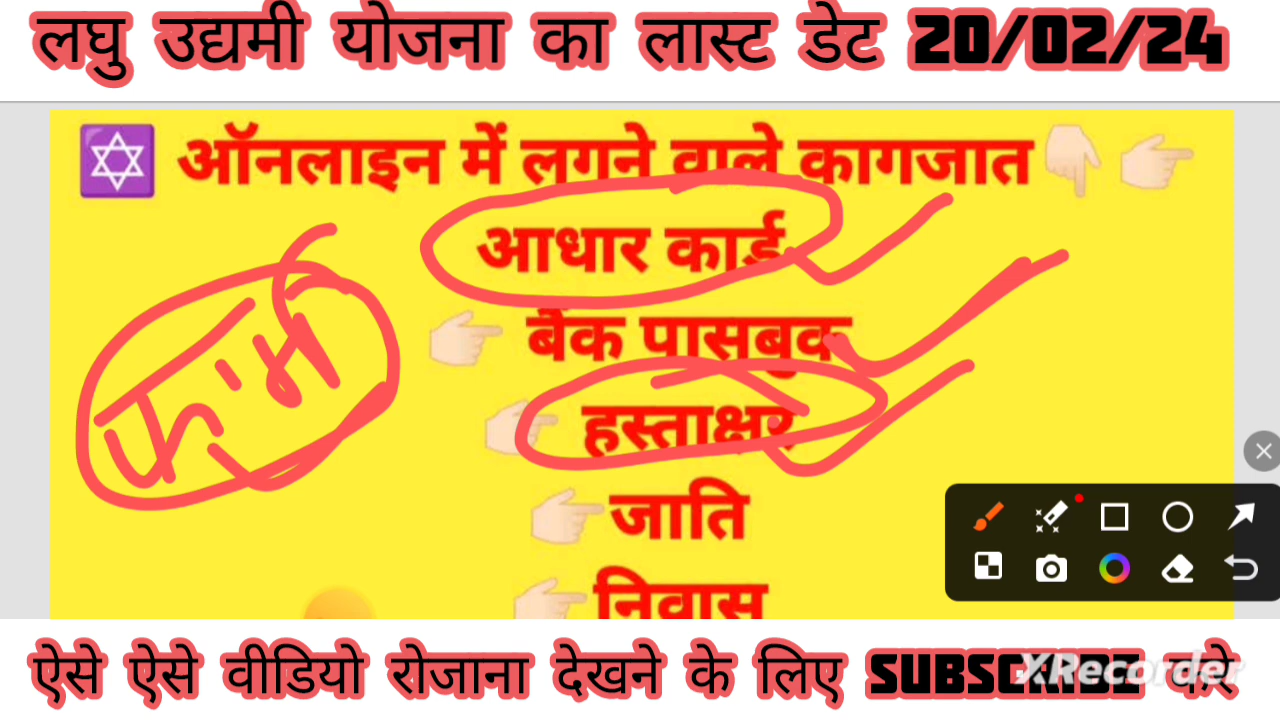 लघु उद्यमी योजना का लास्ट डेट 20/02/24
ऑनलाइन में लगने वाले कागजात
आधार कार्ड
बैंक पासबुक
हस्ताक्षर
फॉर्म
जाति
निवास
ऐसे ऐसे वीडियो रोजाना देखने के लिए SUBSCRIBE करे
XRecorder